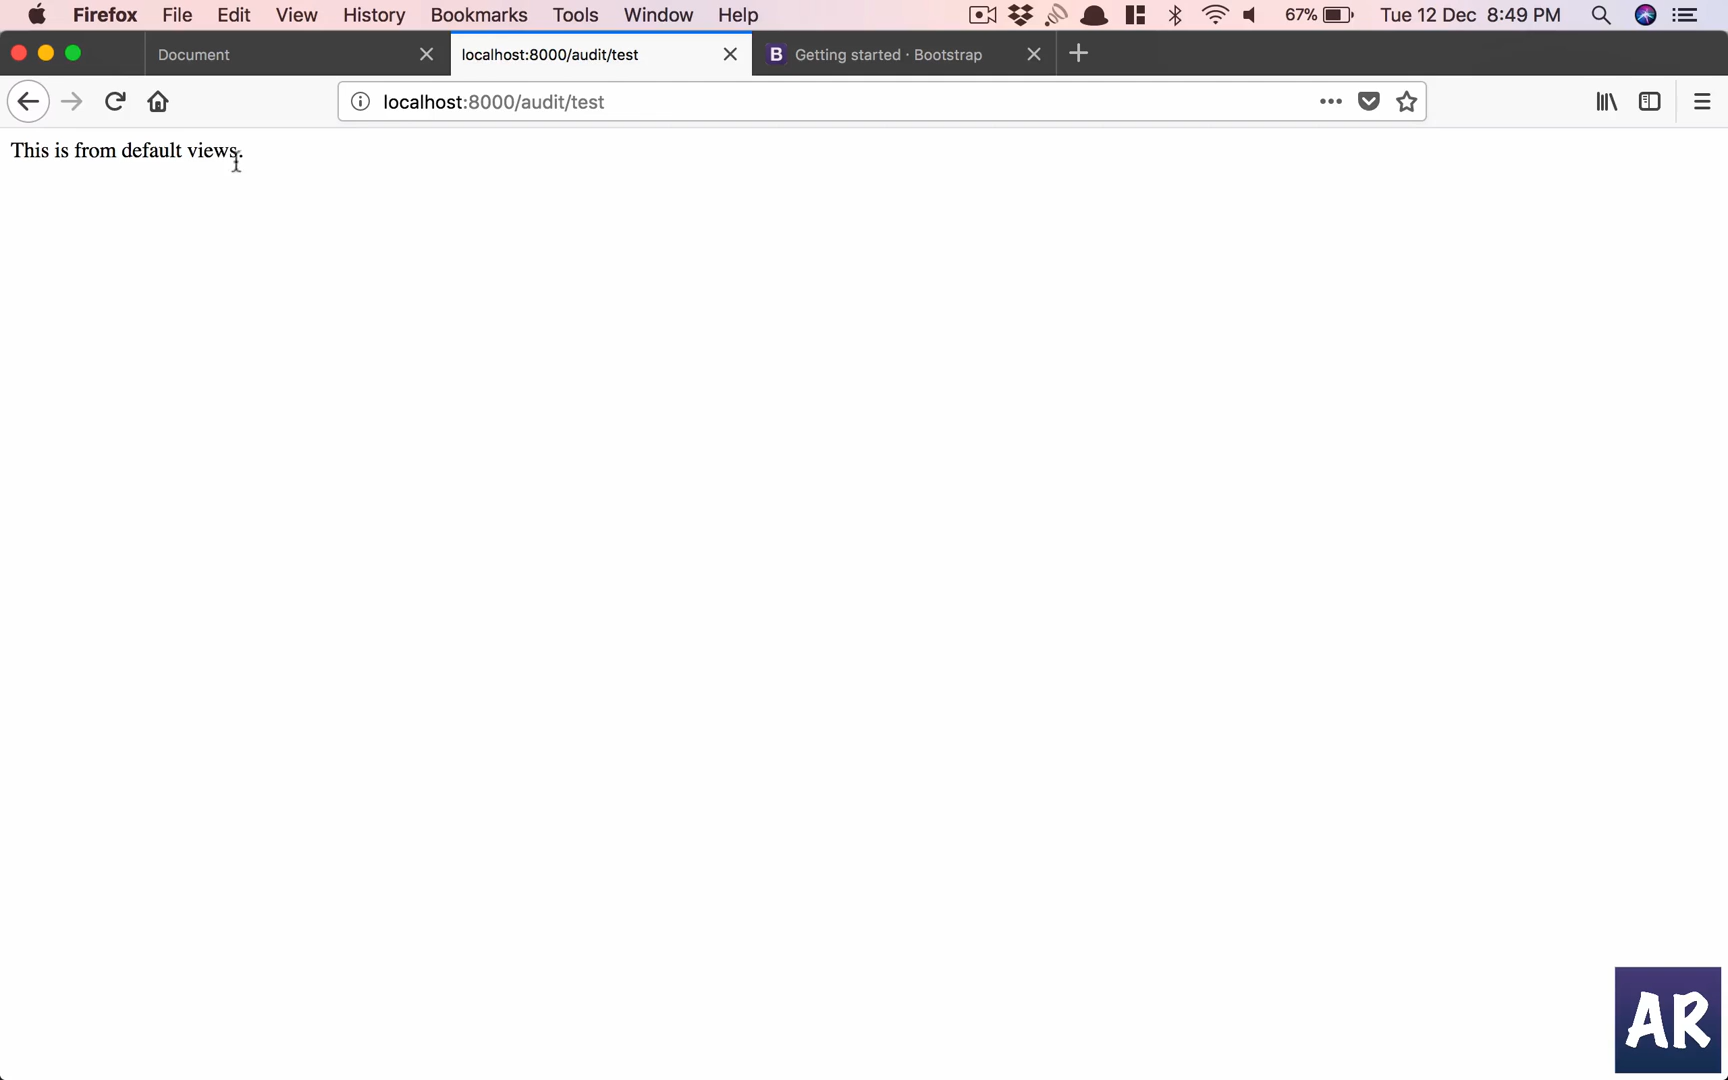 Firefox File Edit View History Bookmarks Tools Window Help 67% Tue 12 Dec 8:49 PM
Document localhost:8000/audit/test B Getting started · Bootstrap
localhost:8000/audit/test
This is from default views.
AR